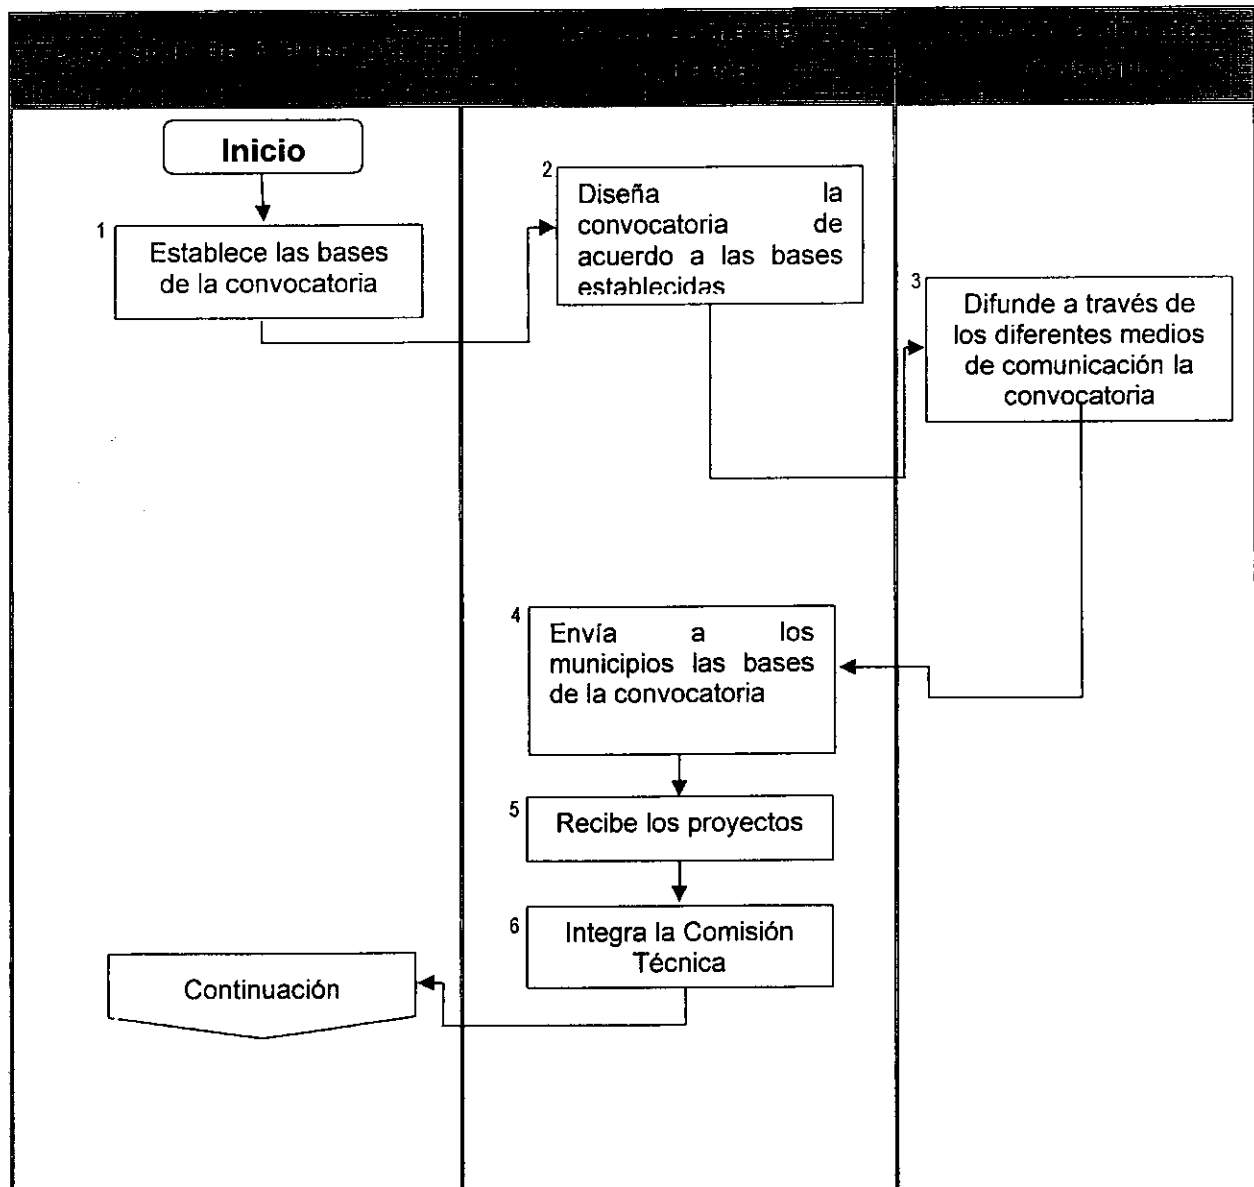 Inicio
1
Establece las bases
de la convocatoria
2
Diseña la
convocatoria de
acuerdo a las bases
establecidas
3
Difunde a través de
los diferentes medios
de comunicación la
convocatoria
4
Envía a los
municipios las bases
de la convocatoria
5
Recibe los proyectos
6
Integra la Comisión
Técnica
Continuación